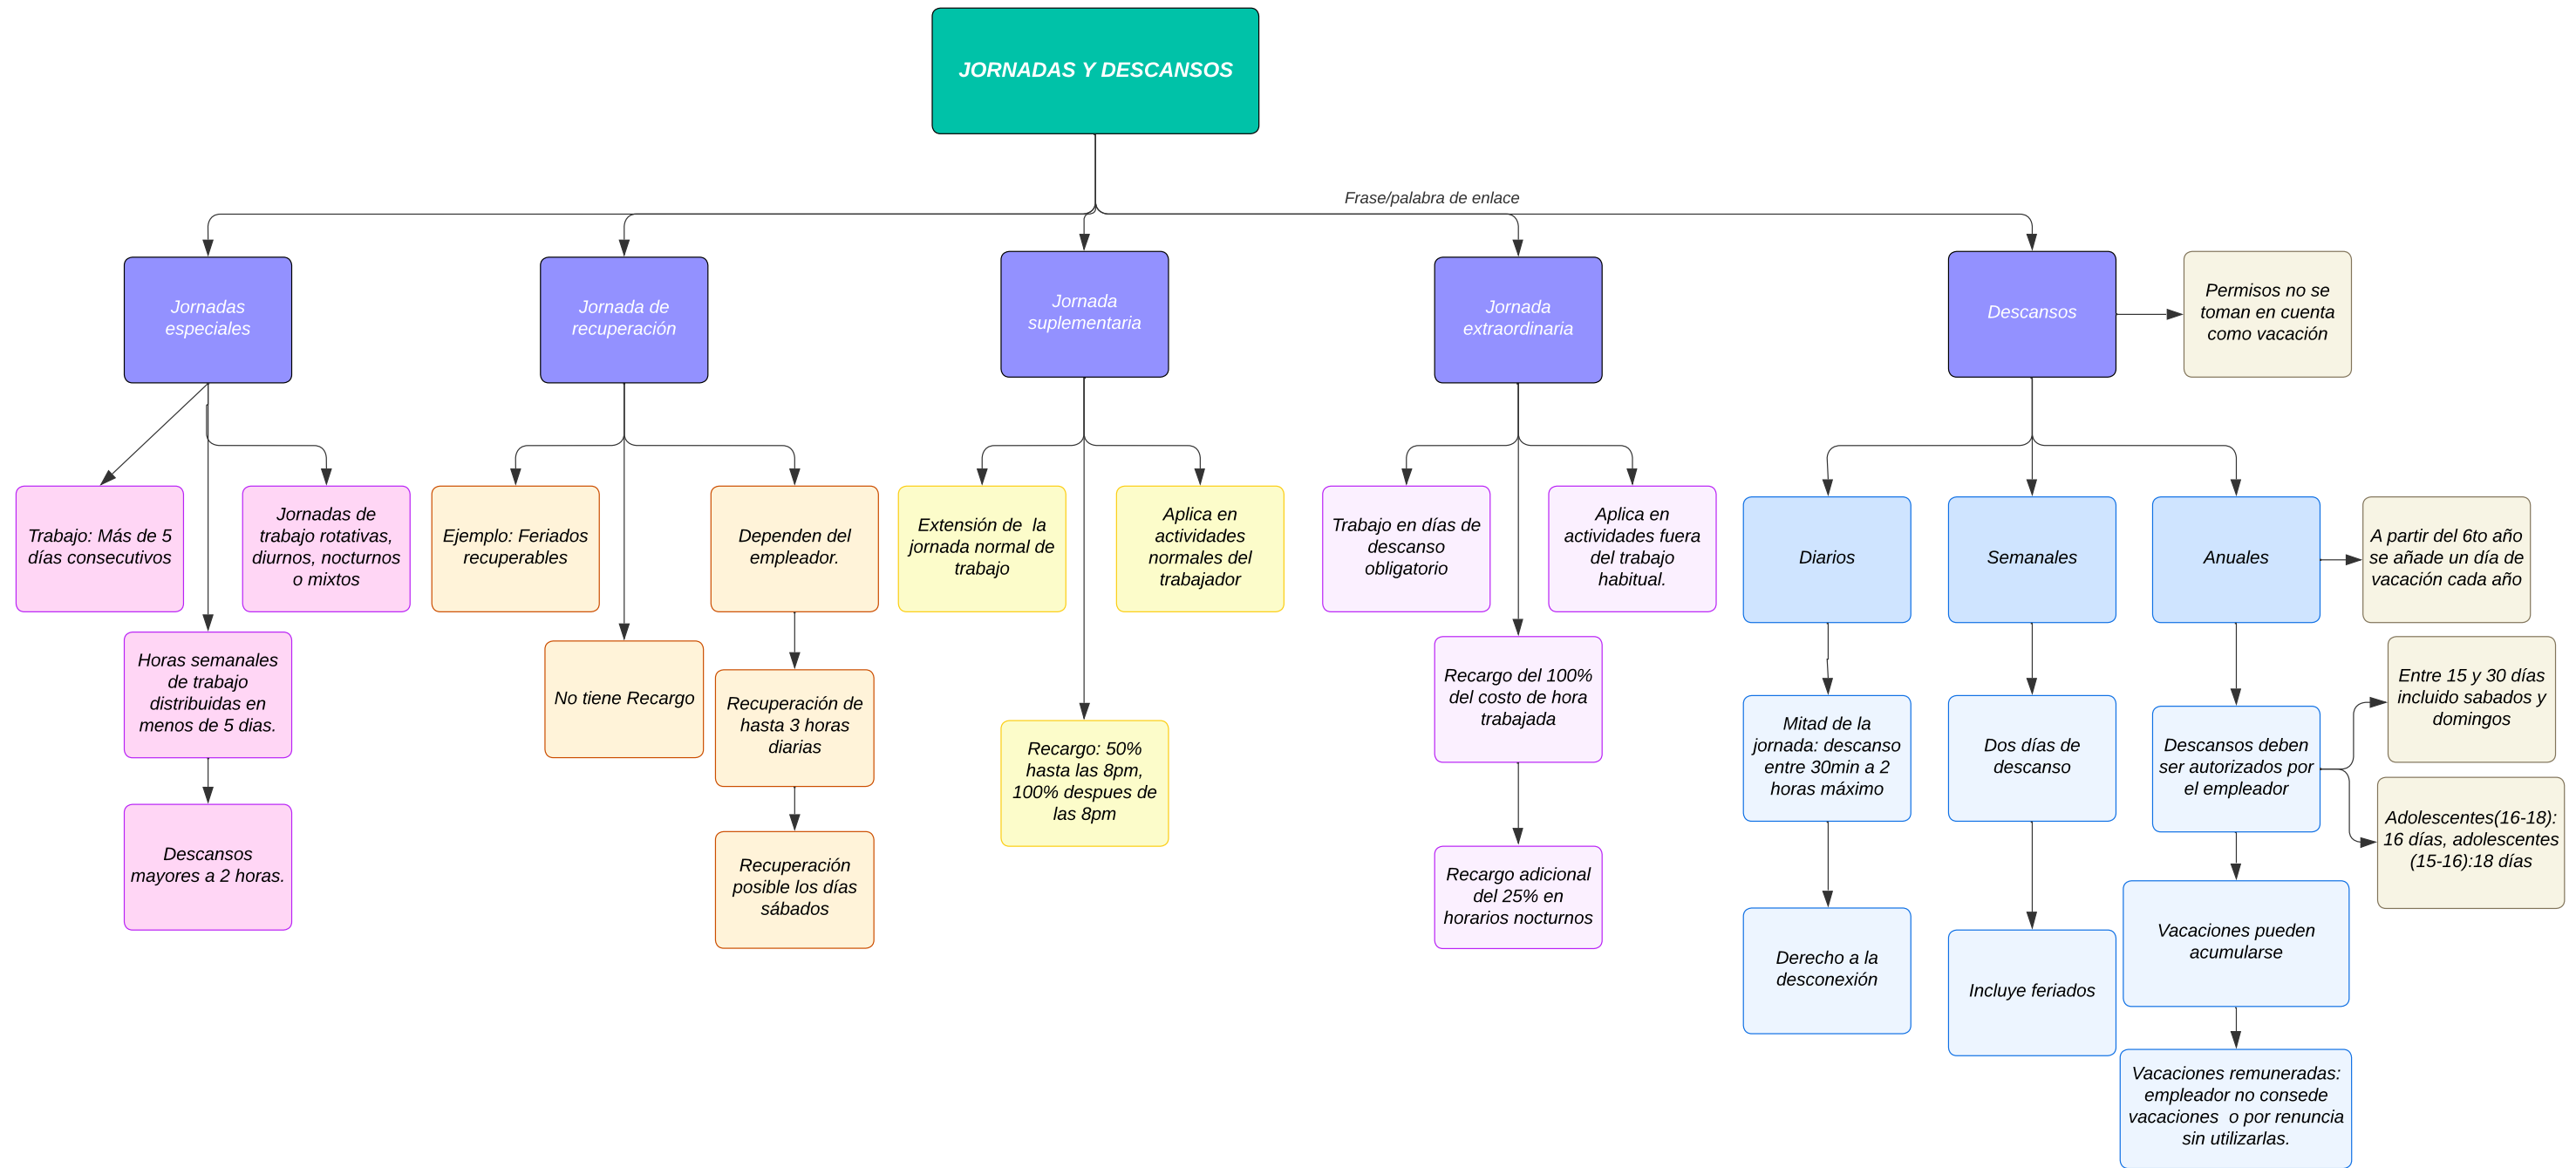 JORNADAS Y DESCANSOS
Frase/palabra de enlace
Jornadas
especiales
Jornada de
recuperación
Jornada
suplementaria
Jornada
extraordinaria
Descansos
Permisos no se
toman en cuenta
como vacación
Trabajo: Más de 5
días consecutivos
Jornadas de
trabajo rotativas,
diurnos, nocturnos
o mixtos
Horas semanales
de trabajo
distribuidas en
menos de 5 dias.
Descansos
mayores a 2 horas.
Ejemplo: Feriados
recuperables
Dependen del
empleador.
No tiene Recargo
Recuperación de
hasta 3 horas
diarias
Recuperación
posible los días
sábados
Extensión de  la
jornada normal de
trabajo
Aplica en
actividades
normales del
trabajador
Recargo: 50%
hasta las 8pm,
100% despues de
las 8pm
Trabajo en días de
descanso
obligatorio
Aplica en
actividades fuera
del trabajo
habitual.
Recargo del 100%
del costo de hora
trabajada
Recargo adicional
del 25% en
horarios nocturnos
Diarios
Semanales
Anuales
A partir del 6to año
se añade un día de
vacación cada año
Mitad de la
jornada: descanso
entre 30min a 2
horas máximo
Derecho a la
desconexión
Dos días de
descanso
Incluye feriados
Descansos deben
ser autorizados por
el empleador
Entre 15 y 30 días
incluido sabados y
domingos
Adolescentes(16-18):
16 días, adolescentes
(15-16):18 días
Vacaciones pueden
acumularse
Vacaciones remuneradas:
empleador no consede
vacaciones  o por renuncia
sin utilizarlas.